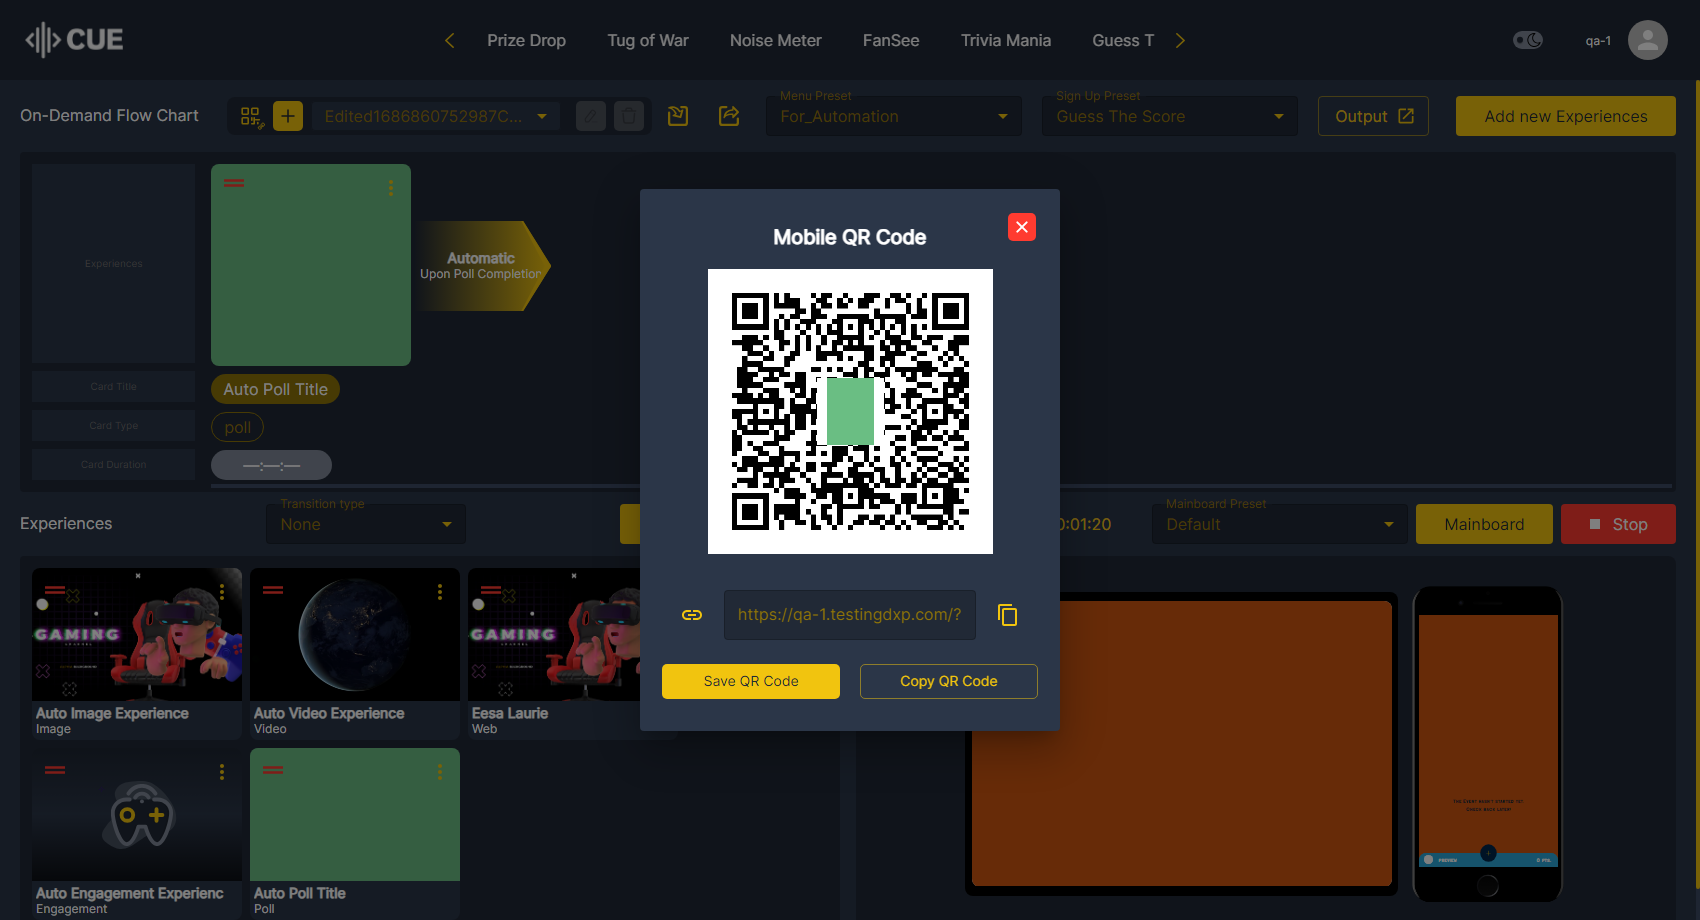 CUE
Prize Drop
Tug of War
Noise Meter
FanSee
Trivia Mania
Guess T
qa-1
On-Demand Flow Chart
Edited1686860752987C...
Menu Preset
For_Automation
Sign Up Preset
Guess The Score
Output
Add new Experiences
Experiences
Automatic
Upon Poll Completion
Card Title
Auto Poll Title
Card Type
poll
Card Duration
—:—:—
Mobile QR Code
https://qa-1.testingdxp.com/?
Save QR Code
Copy QR Code
Experiences
Transition type
None
0:01:20
Mainboard Preset
Default
Mainboard
Stop
GAMING
Auto Image Experience
Image
Auto Video Experience
Video
GAMING
Eesa Laurie
Web
Auto Engagement Experienc
Engagement
Auto Poll Title
Poll
PREVIEW
0 PTS